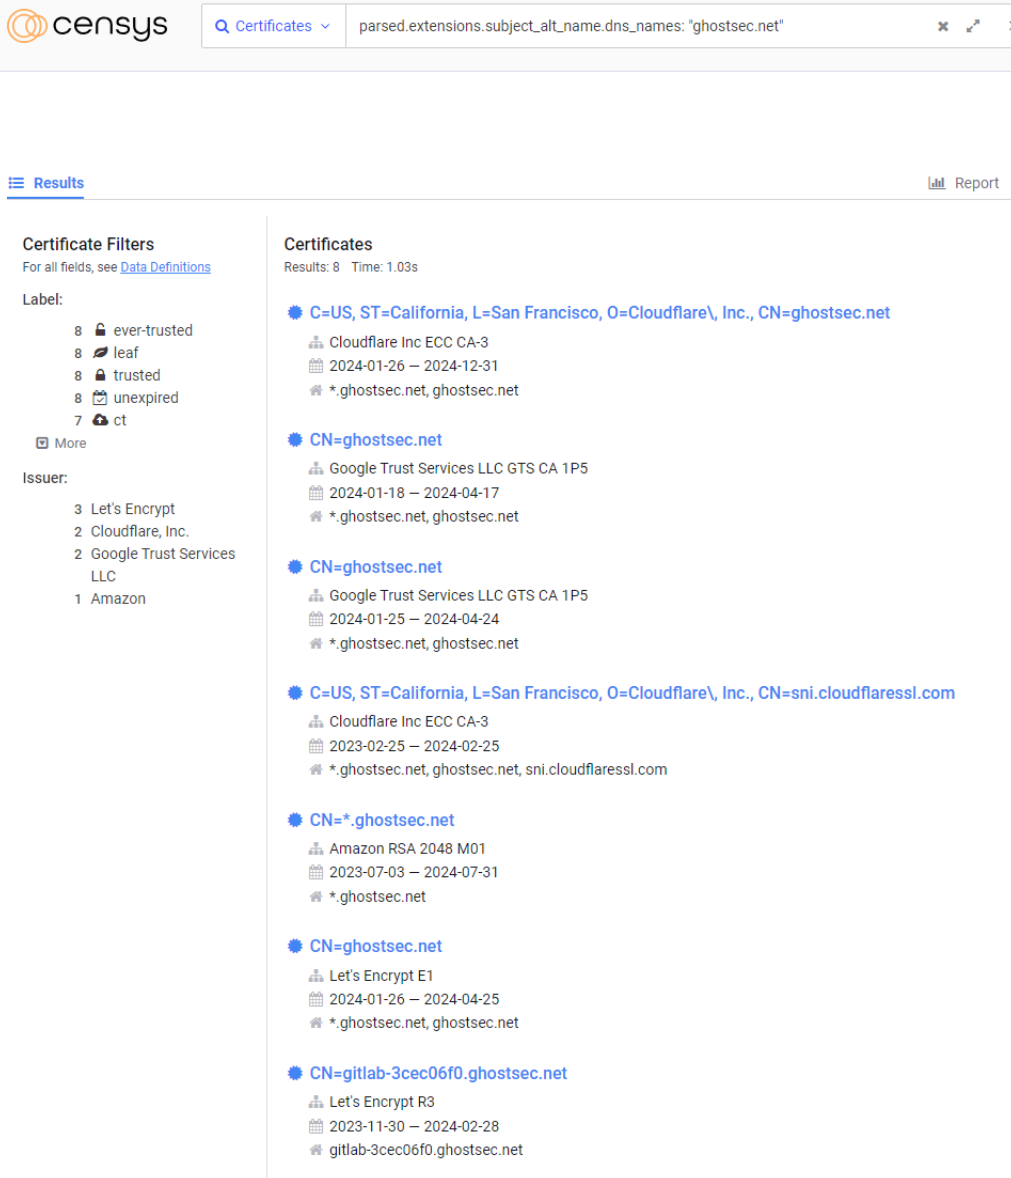 censys
Certificates
parsed.extensions.subject_alt_name.dns_names: "ghostsec.net"
Results
Report
Certificate Filters
For all fields, see Data Definitions
Label:
8 ever-trusted
8 leaf
8 trusted
8 unexpired
7 ct
More
Issuer:
3 Let's Encrypt
2 Cloudflare, Inc.
2 Google Trust Services
LLC
1 Amazon
Certificates
Results: 8 Time: 1.03s
C=US, ST=California, L=San Francisco, O=Cloudflare\, Inc., CN=ghostsec.net
Cloudflare Inc ECC CA-3
2024-01-26 — 2024-12-31
*.ghostsec.net, ghostsec.net
CN=ghostsec.net
Google Trust Services LLC GTS CA 1P5
2024-01-18 — 2024-04-17
*.ghostsec.net, ghostsec.net
CN=ghostsec.net
Google Trust Services LLC GTS CA 1P5
2024-01-25 — 2024-04-24
*.ghostsec.net, ghostsec.net
C=US, ST=California, L=San Francisco, O=Cloudflare\, Inc., CN=sni.cloudflaressl.com
Cloudflare Inc ECC CA-3
2023-02-25 — 2024-02-25
*.ghostsec.net, ghostsec.net, sni.cloudflaressl.com
CN=*.ghostsec.net
Amazon RSA 2048 M01
2023-07-03 — 2024-07-31
*.ghostsec.net
CN=ghostsec.net
Let's Encrypt E1
2024-01-26 — 2024-04-25
*.ghostsec.net, ghostsec.net
CN=gitlab-3cec06f0.ghostsec.net
Let's Encrypt R3
2023-11-30 — 2024-02-28
gitlab-3cec06f0.ghostsec.net